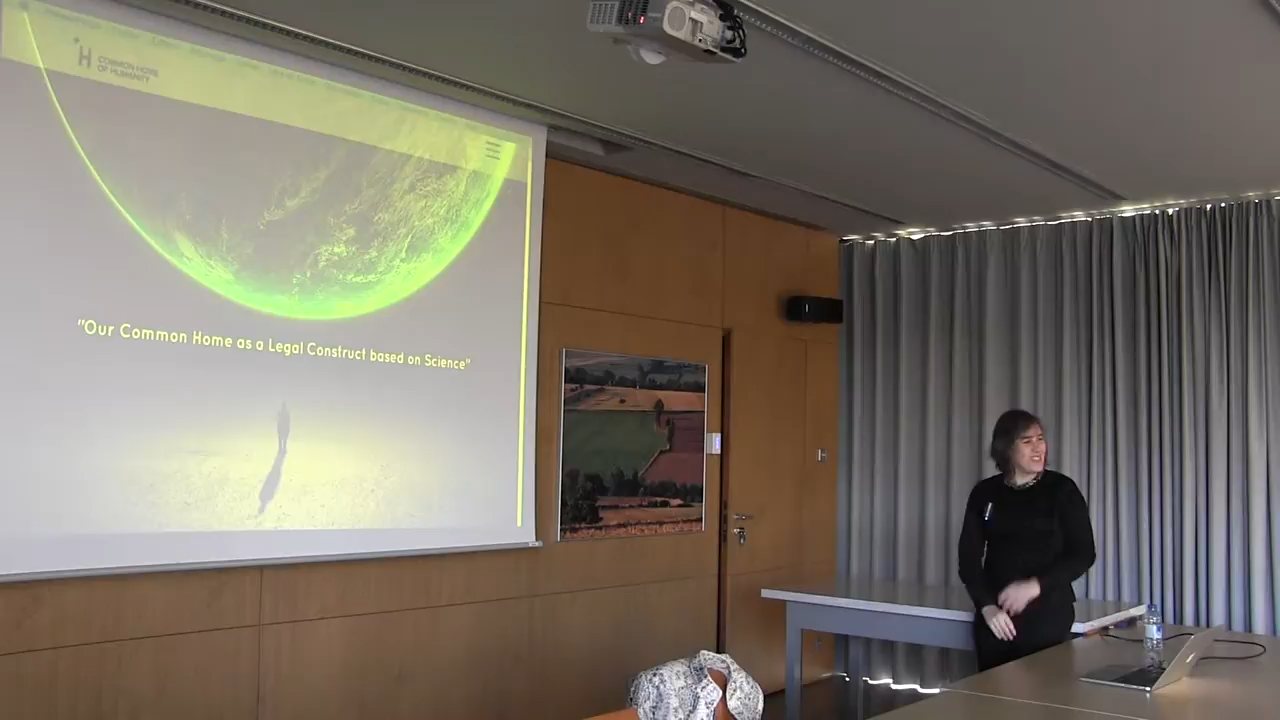 H
COMMON HOME
OF HUMANITY
"Our Common Home as a Legal Construct based on Science"